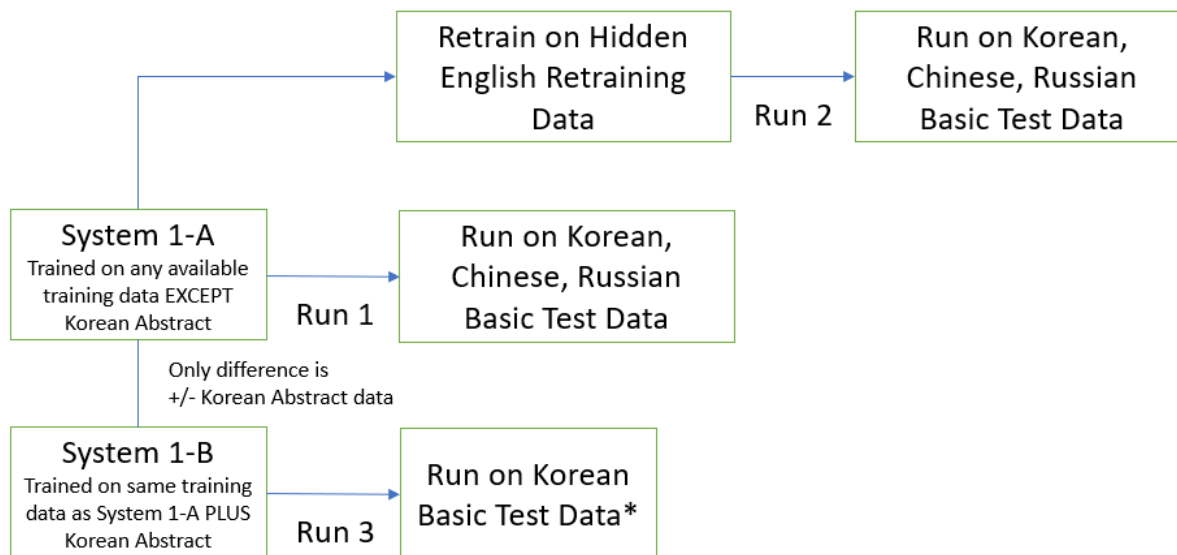 Retrain on Hidden
English Retraining
Data
Run 2
Run on Korean,
Chinese, Russian
Basic Test Data
System 1-A
Trained on any available
training data EXCEPT
Korean Abstract
Run 1
Run on Korean,
Chinese, Russian
Basic Test Data
Only difference is
+/- Korean Abstract data
System 1-B
Trained on same training
data as System 1-A PLUS
Korean Abstract
Run 3
Run on Korean
Basic Test Data*